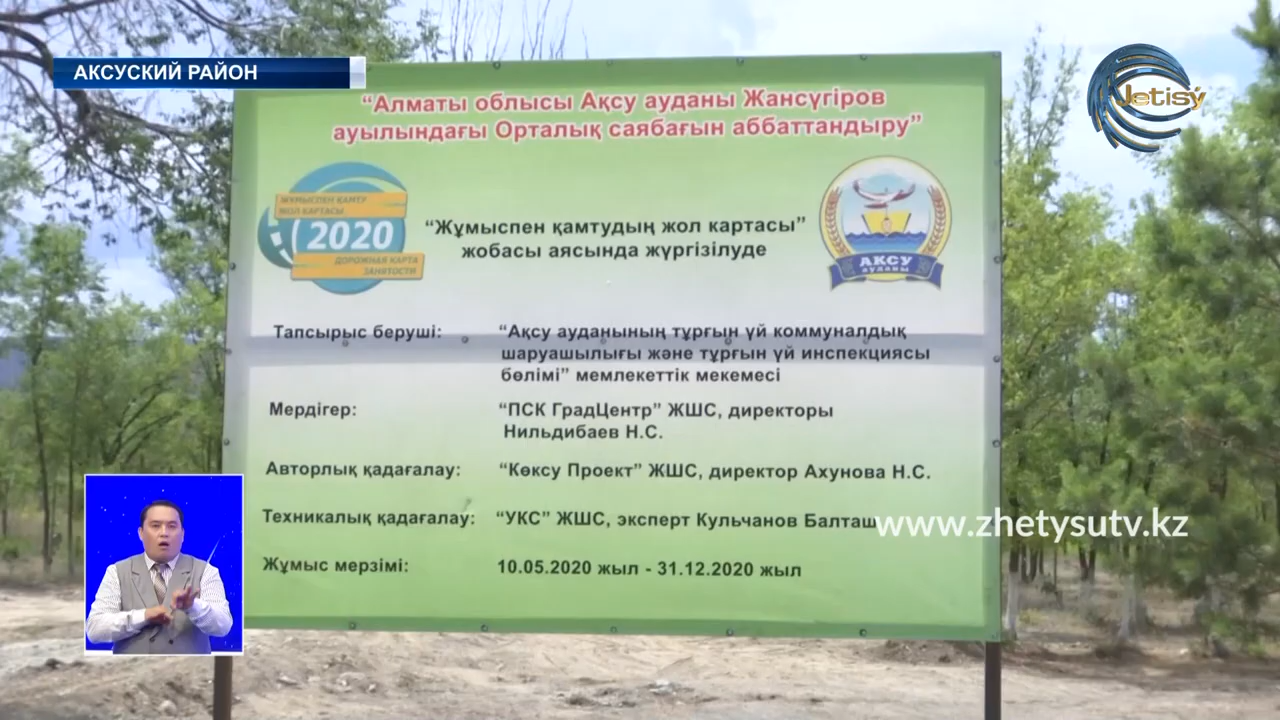 АКСУСКИЙ РАЙОН
Jetisý
“Алматы облысы Ақсу ауданы Жансүгіров
ауылындағы Орталық саябағын аббаттандыру”
ЖҰМЫСПЕН ҚАМТУ
ЖОЛ КАРТАСЫ
2020
ДОРОЖНАЯ КАРТА
ЗАНЯТОСТИ
“Жұмыспен қамтудың жол картасы”
жобасы аясында жүргізілуде
АҚСУ
ауданы
Тапсырыс беруші: “Ақсу ауданының тұрғын үй коммуналдық
шаруашылығы және тұрғын үй инспекциясы
бөлімі” мемлекеттік мекемесі
Мердігер: “ПСК ГрадЦентр” ЖШС, директоры
Нильдибаев Н.С.
Авторлық қадағалау: “Көксу Проект” ЖШС, директор Ахунова Н.С.
Техникалық қадағалау: “УКС” ЖШС, эксперт Кульчанов Балташ
www.zhetysutv.kz
Жұмыс мерзімі: 10.05.2020 жыл - 31.12.2020 жыл